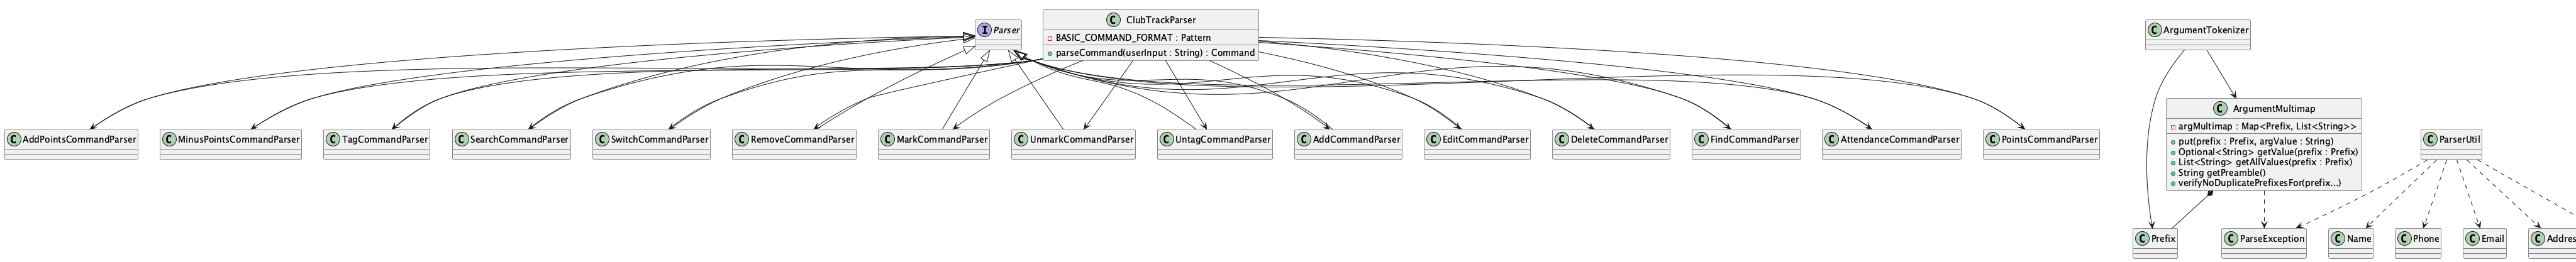 I Parser
C ClubTrackParser
BASIC_COMMAND_FORMAT : Pattern
parseCommand(userInput : String) : Command
C ArgumentTokenizer
C AddPointsCommandParser
C MinusPointsCommandParser
C TagCommandParser
C SearchCommandParser
C SwitchCommandParser
C RemoveCommandParser
C MarkCommandParser
C UnmarkCommandParser
C UntagCommandParser
C AddCommandParser
C EditCommandParser
C DeleteCommandParser
C FindCommandParser
C AttendanceCommandParser
C PointsCommandParser
C ArgumentMultimap
argMultimap : Map<Prefix, List<String>>
put(prefix : Prefix, argValue : String)
Optional<String> getValue(prefix : Prefix)
List<String> getAllValues(prefix : Prefix)
String getPreamble()
verifyNoDuplicatePrefixesFor(prefix...)
C ParserUtil
C Prefix
C ParseException
C Name
C Phone
C Email
C Addres